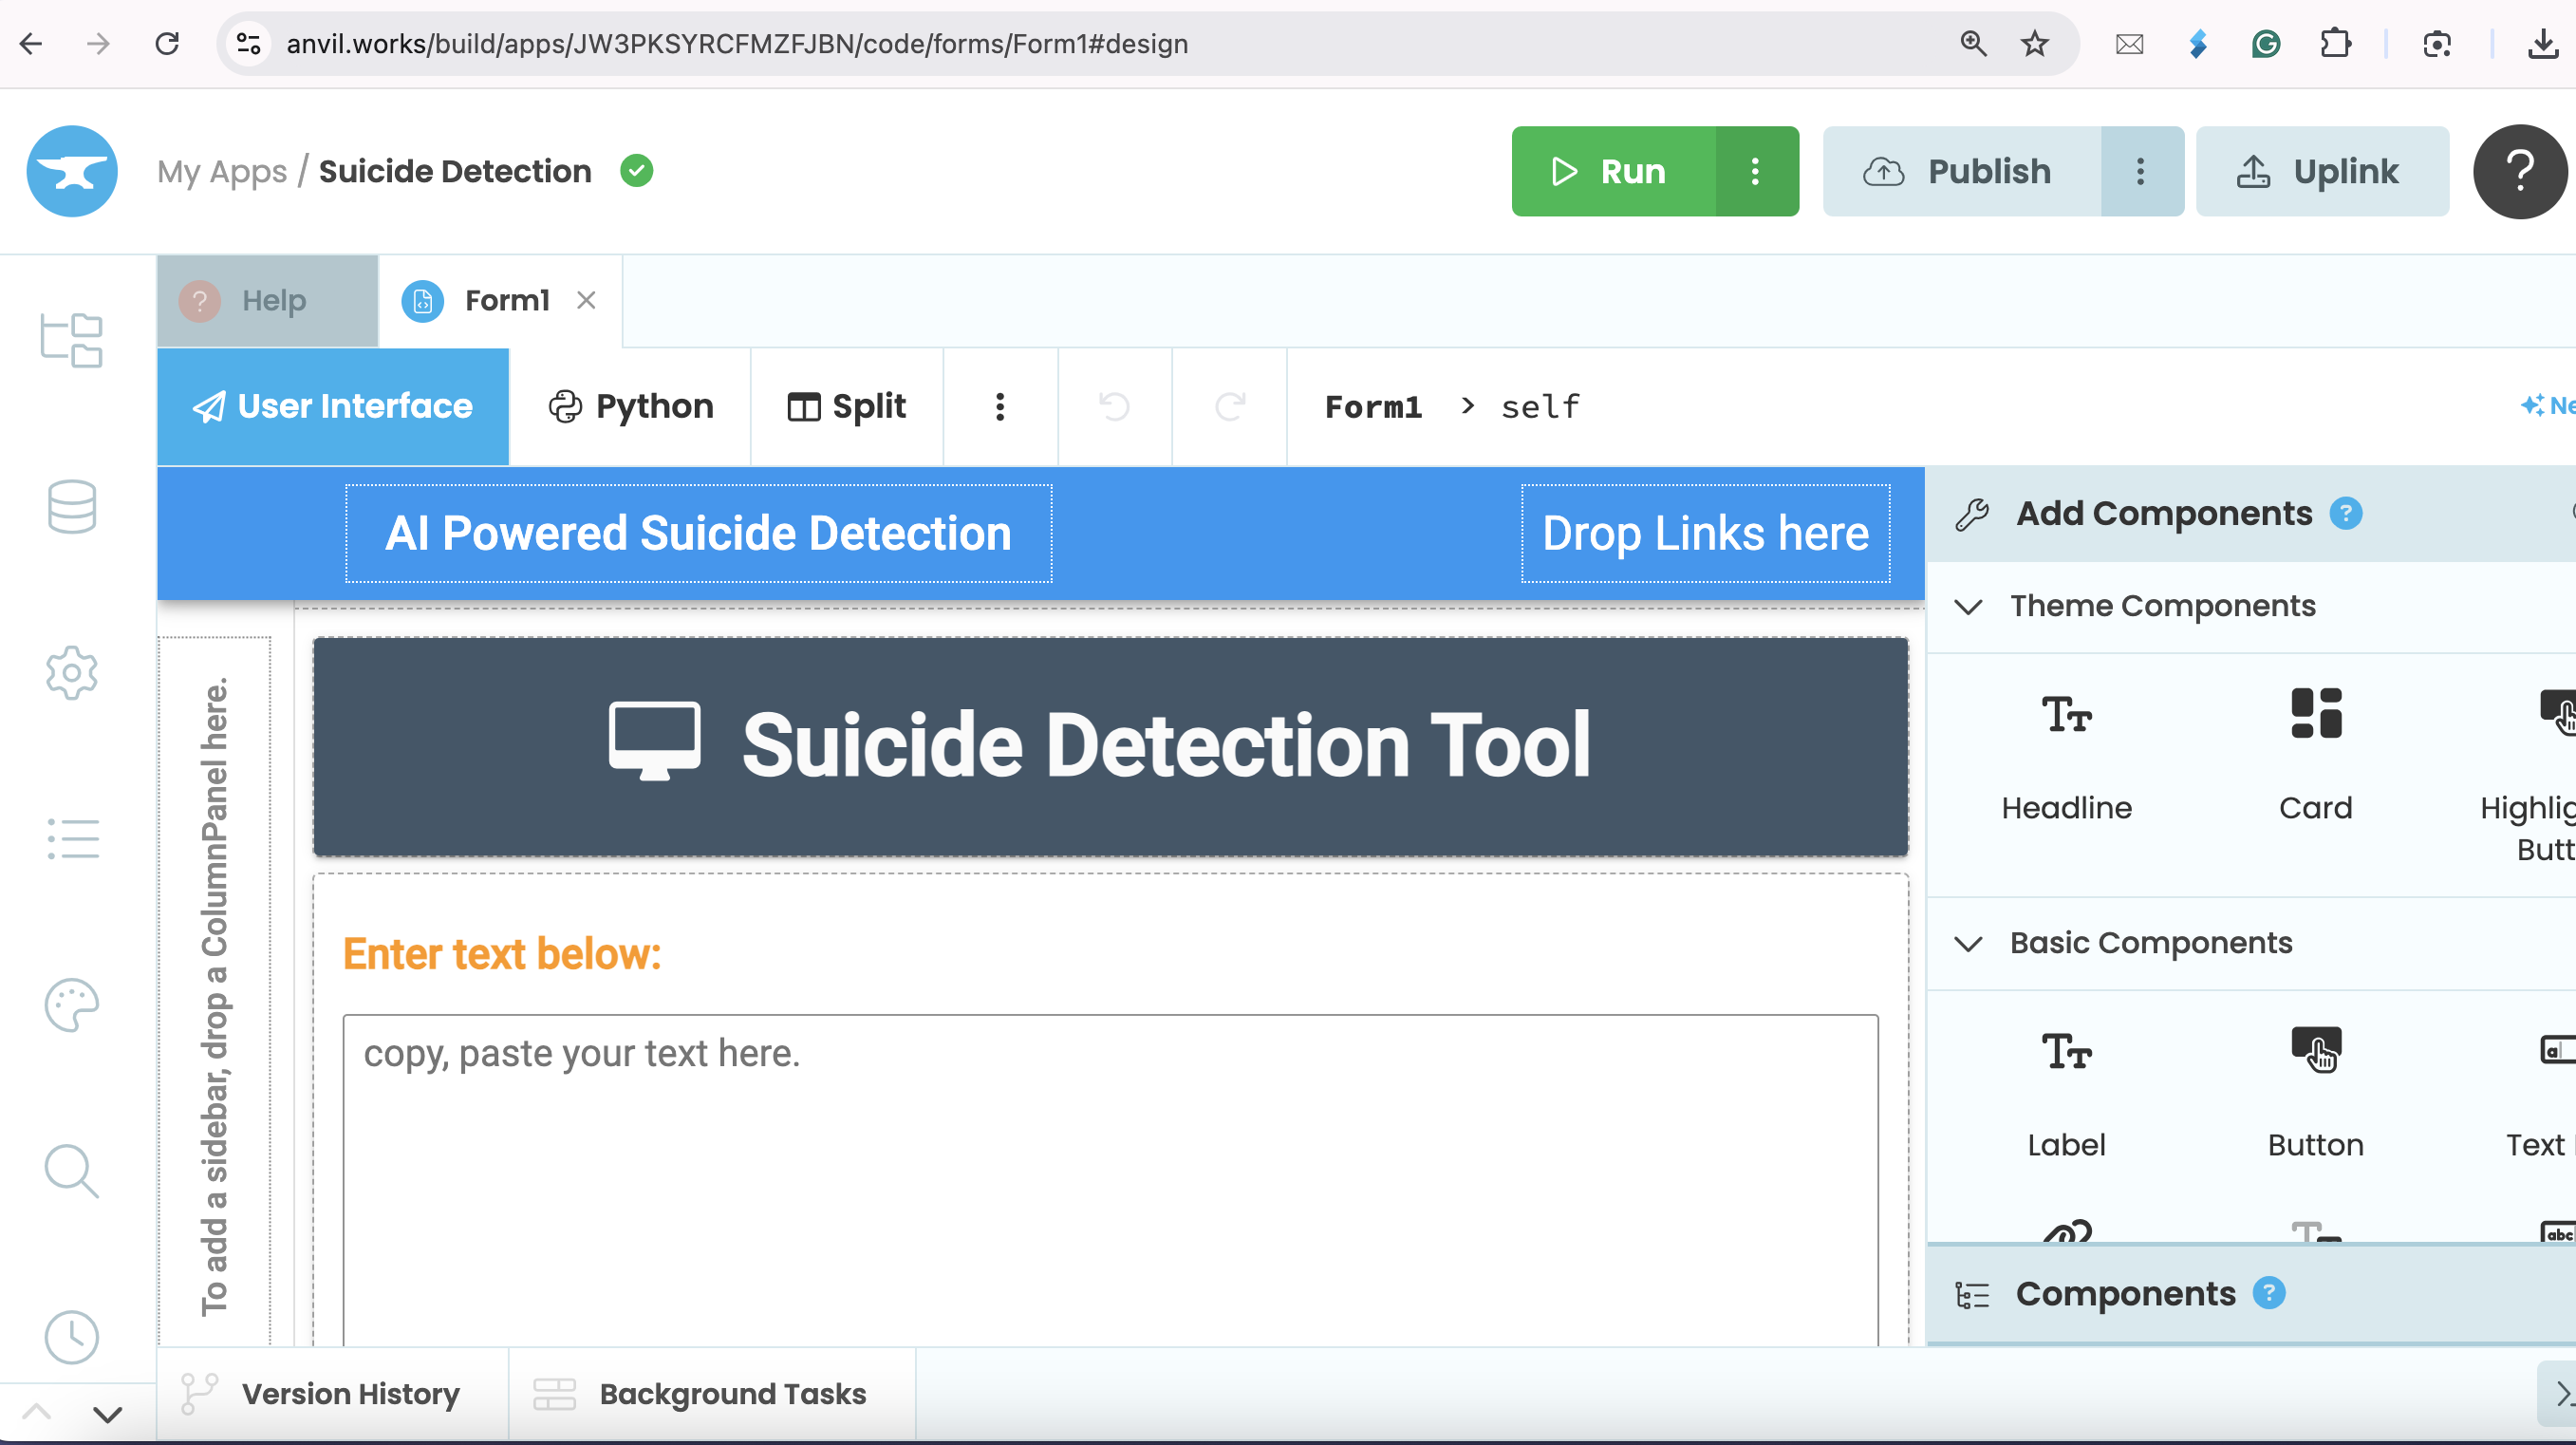 anvil.works/build/apps/JW3PKSYRCFMZFJBN/code/forms/Form1#design
My Apps / Suicide Detection
Run
Publish
Uplink
?
? Help
Form1
User Interface
Python
Split
Form1 > self
AI Powered Suicide Detection
Drop Links here
To add a sidebar, drop a ColumnPanel here.
Suicide Detection Tool
Enter text below:
copy, paste your text here.
Add Components ?
Theme Components
Headline
Card
Basic Components
Label
Button
Text
Components ?
Version History
Background Tasks